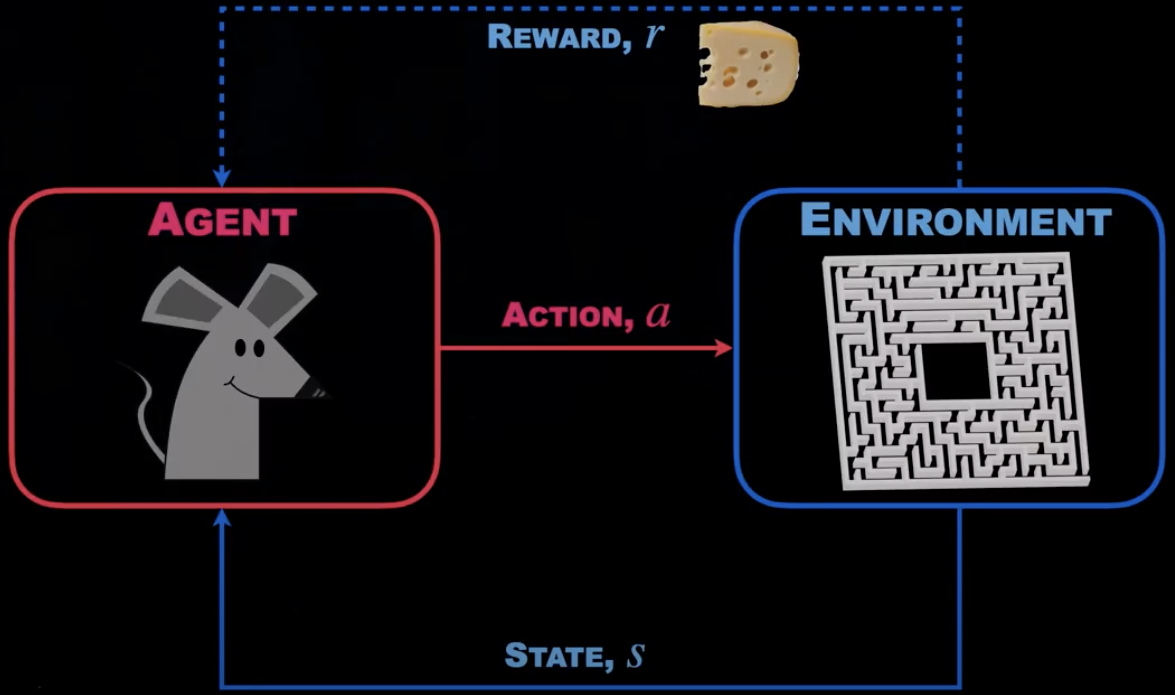 REWARD, r
AGENT
ENVIRONMENT
ACTION, a
STATE, s